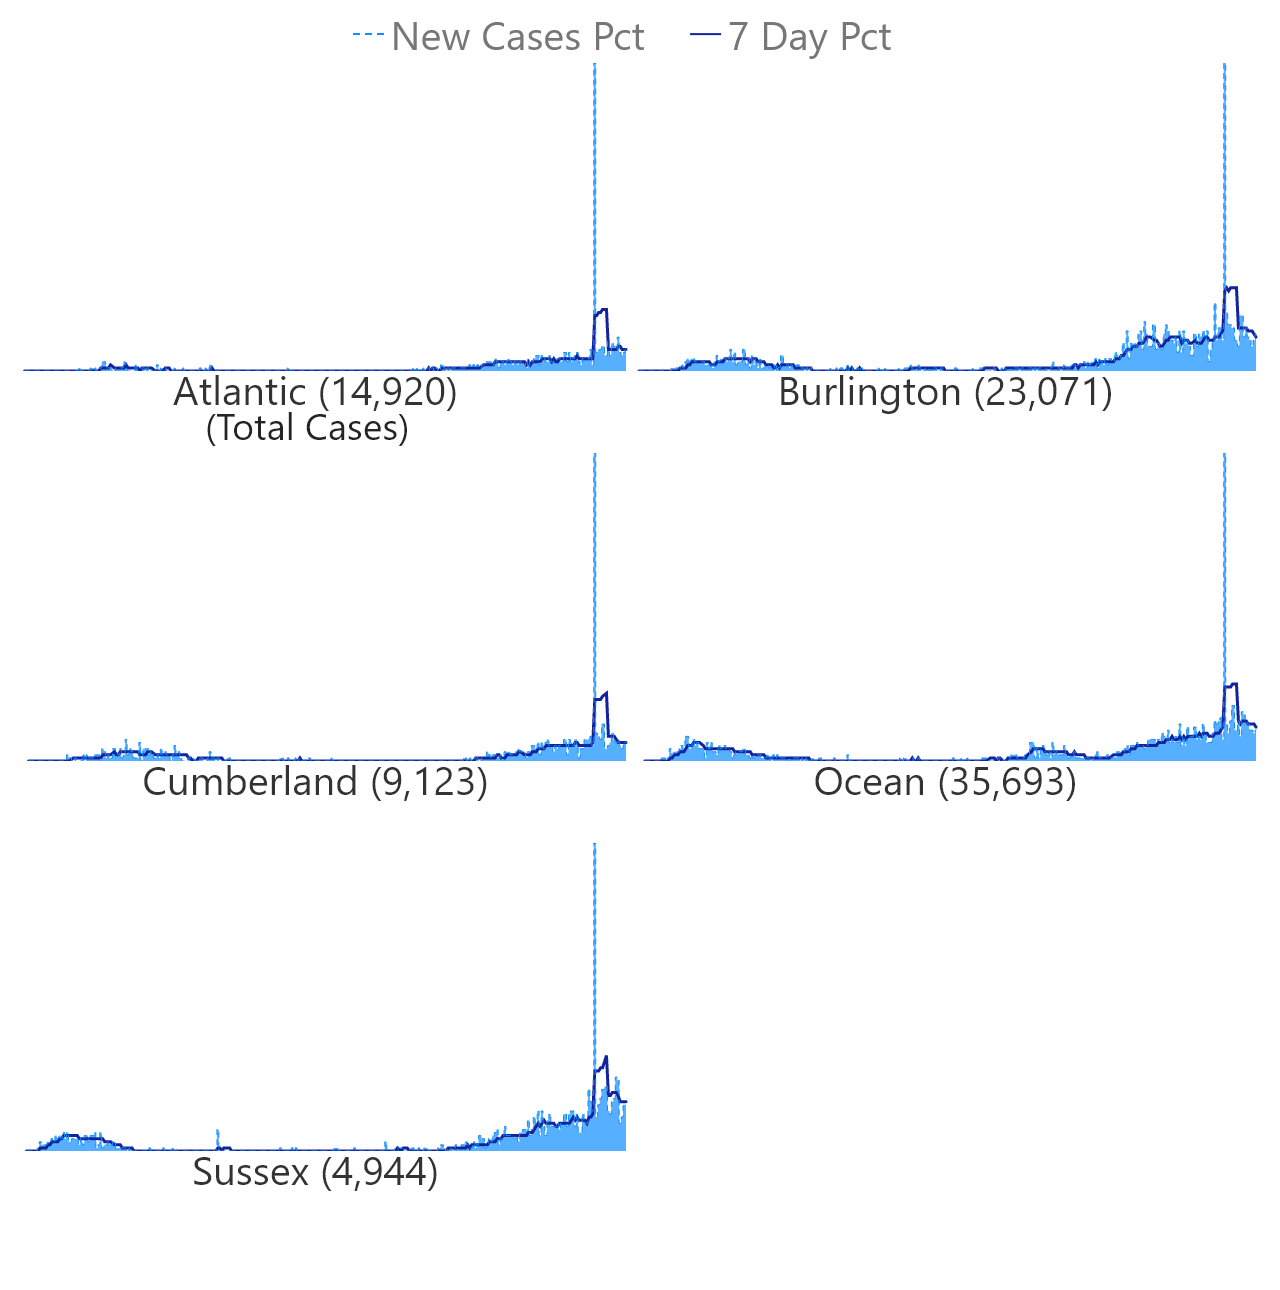 New Cases Pct 7 Day Pct
Atlantic (14,920)
(Total Cases)
Burlington (23,071)
Cumberland (9,123)
Ocean (35,693)
Sussex (4,944)